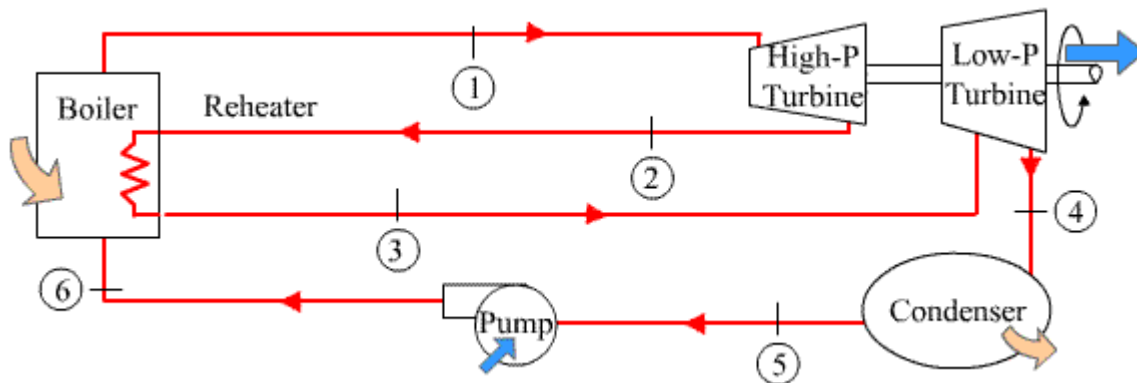 High-P
Turbine
Low-P
Turbine
1
Boiler
Reheater
2
3
4
6
Pump
Condenser
5